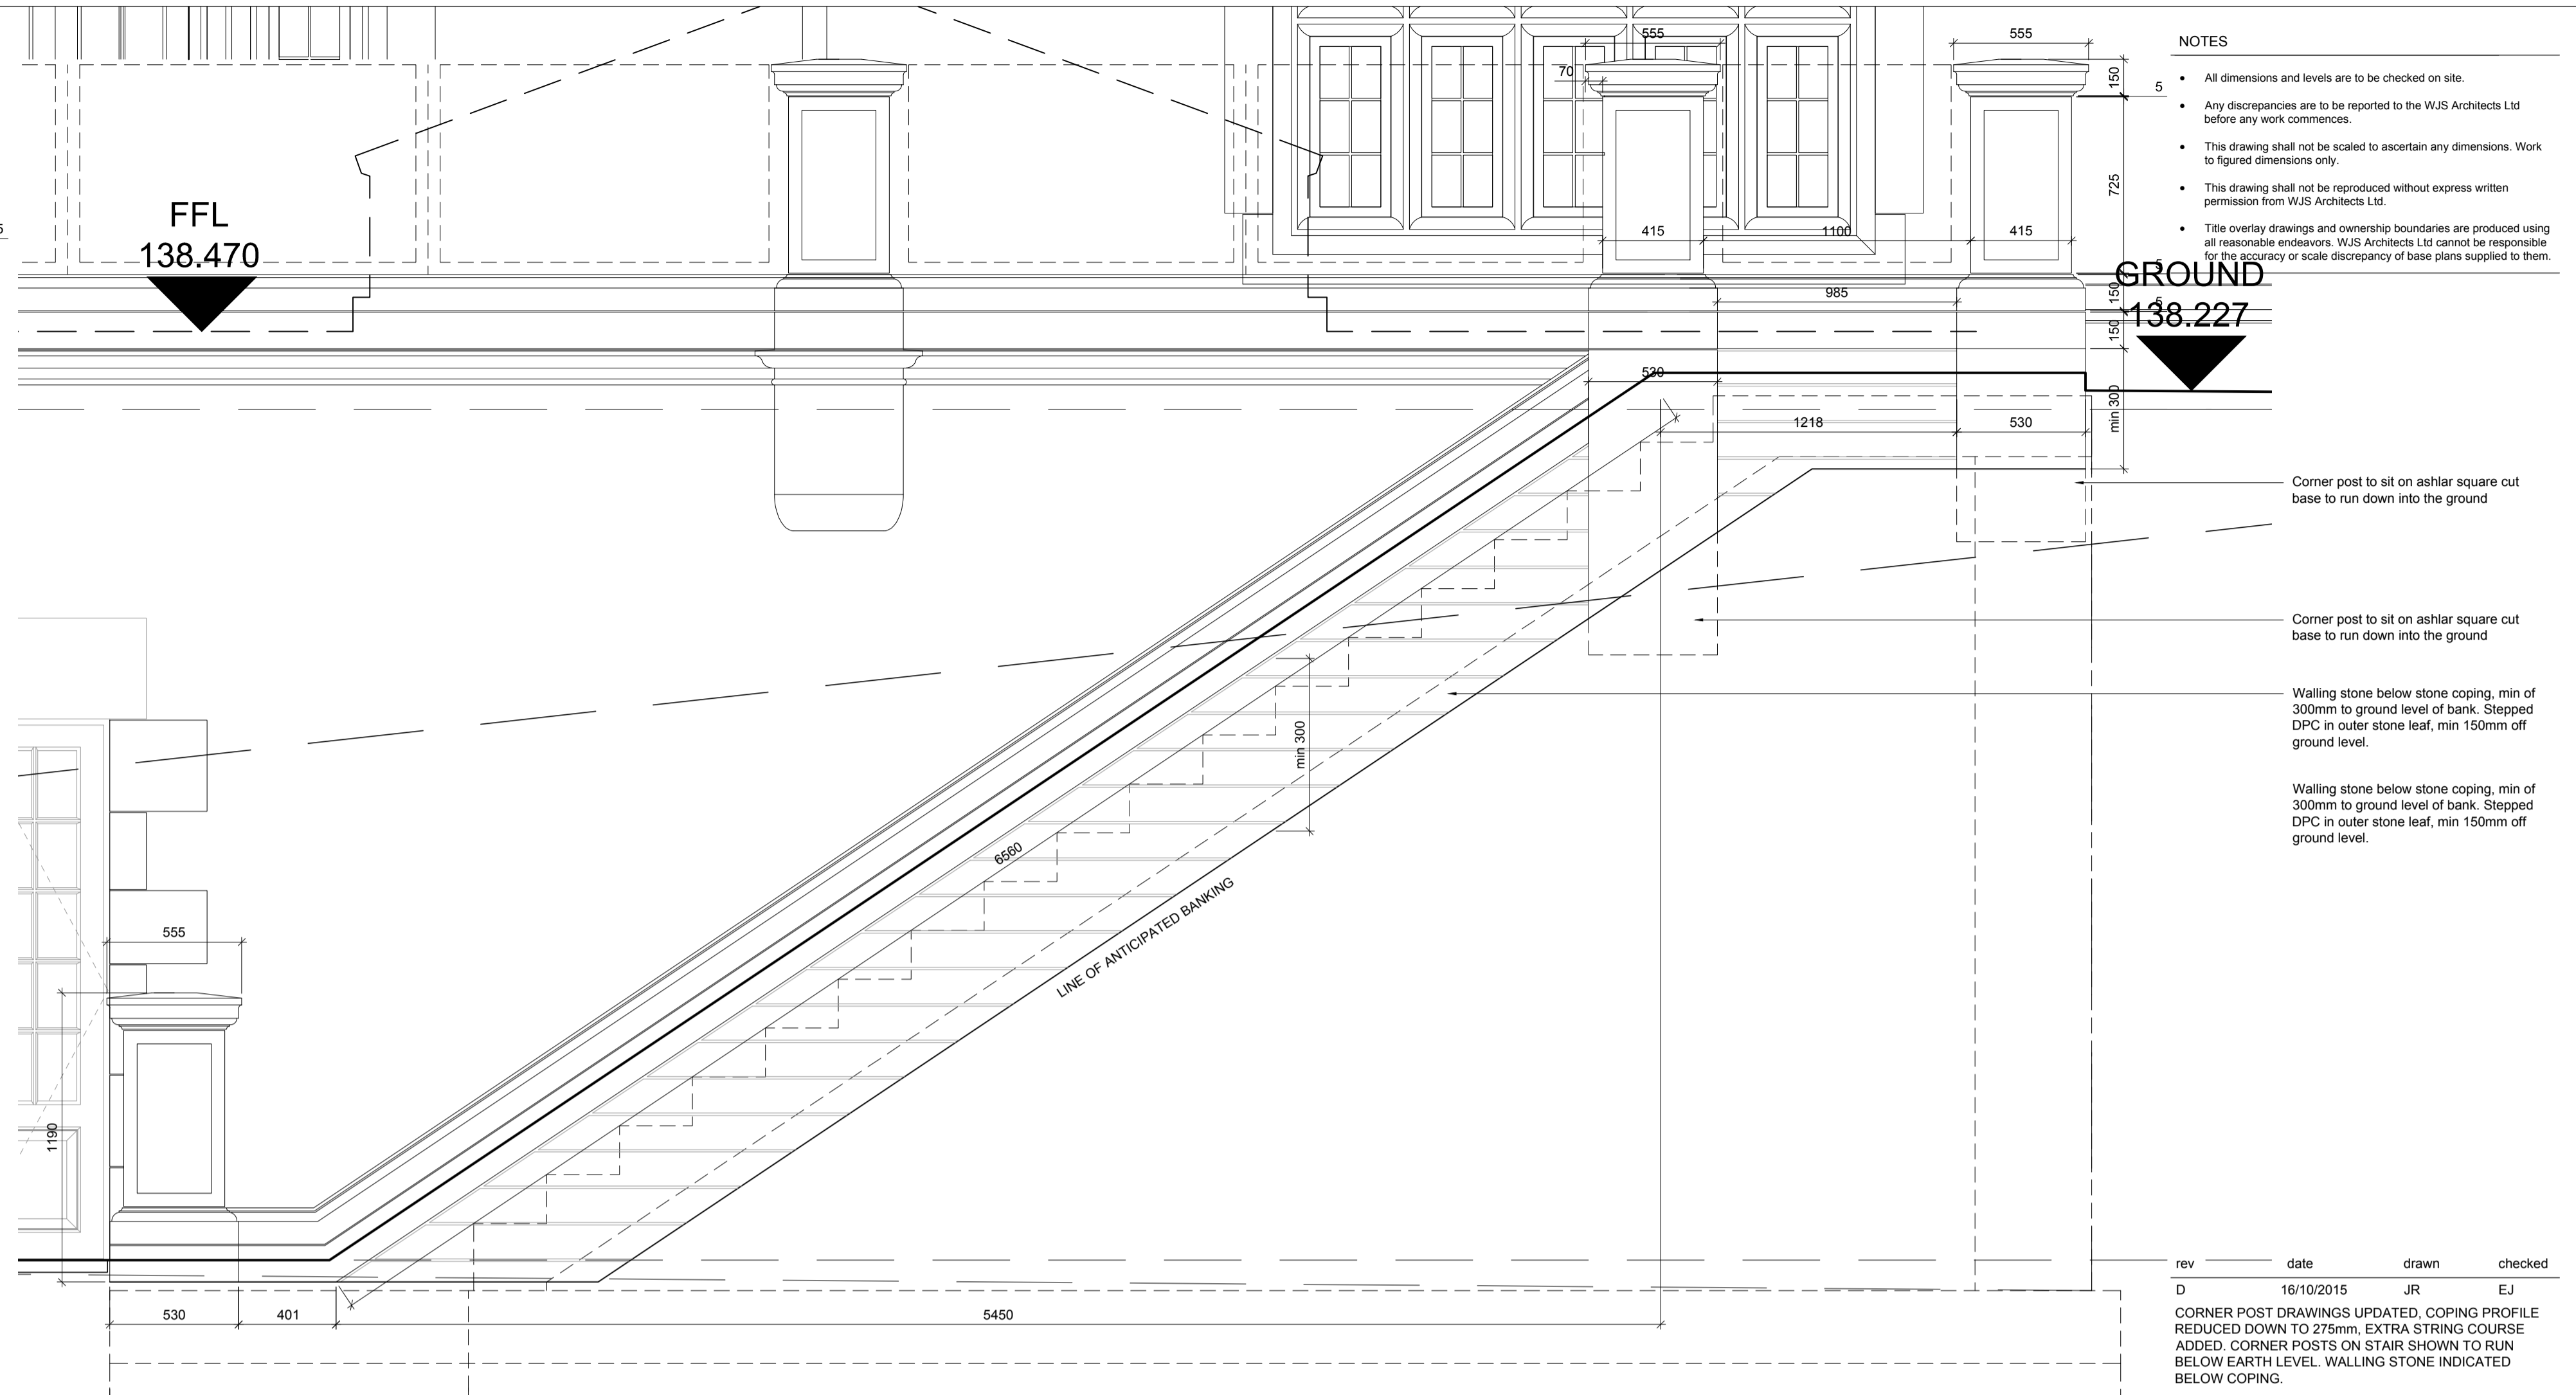 555
70
555
150
5
725
415
1100
415
985
5
150
5
150
530
min 300
1218
530
5
FFL
138.470
GROUND
138.227
NOTES
• All dimensions and levels are to be checked on site.
• Any discrepancies are to be reported to the WJS Architects Ltd
before any work commences.
• This drawing shall not be scaled to ascertain any dimensions. Work
to figured dimensions only.
• This drawing shall not be reproduced without express written
permission from WJS Architects Ltd.
• Title overlay drawings and ownership boundaries are produced using
all reasonable endeavors. WJS Architects Ltd cannot be responsible
for the accuracy or scale discrepancy of base plans supplied to them.
Corner post to sit on ashlar square cut
base to run down into the ground
Corner post to sit on ashlar square cut
base to run down into the ground
Walling stone below stone coping, min of
300mm to ground level of bank. Stepped
DPC in outer stone leaf, min 150mm off
ground level.
Walling stone below stone coping, min of
300mm to ground level of bank. Stepped
DPC in outer stone leaf, min 150mm off
ground level.
min 300
6560
LINE OF ANTICIPATED BANKING
555
1190
530
401
5450
rev date drawn checked
D 16/10/2015 JR EJ
CORNER POST DRAWINGS UPDATED, COPING PROFILE
REDUCED DOWN TO 275mm, EXTRA STRING COURSE
ADDED. CORNER POSTS ON STAIR SHOWN TO RUN
BELOW EARTH LEVEL. WALLING STONE INDICATED
BELOW COPING.